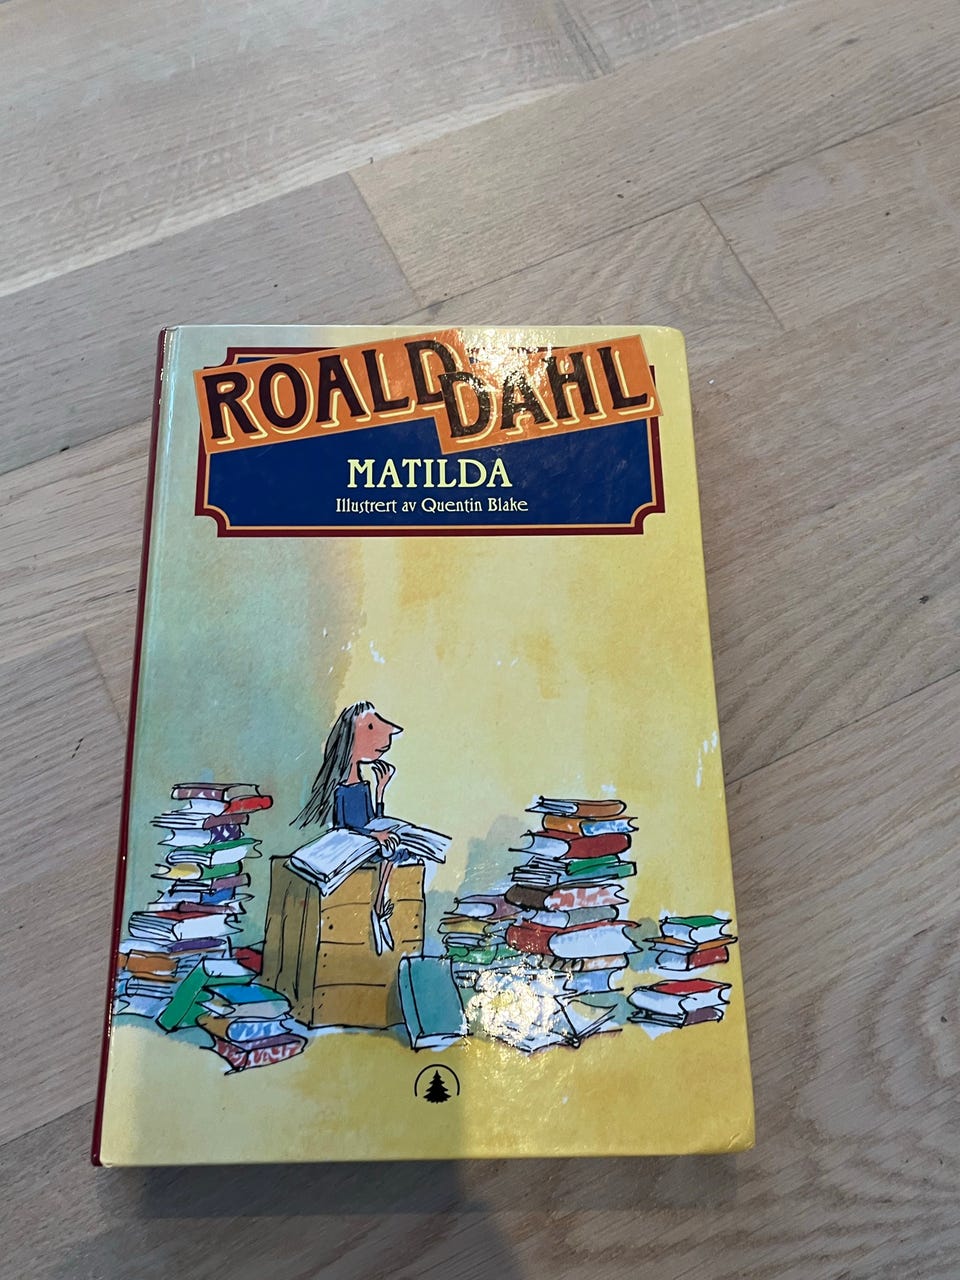 ROALD DAHL
MATILDA
Illustrert av Quentin Blake